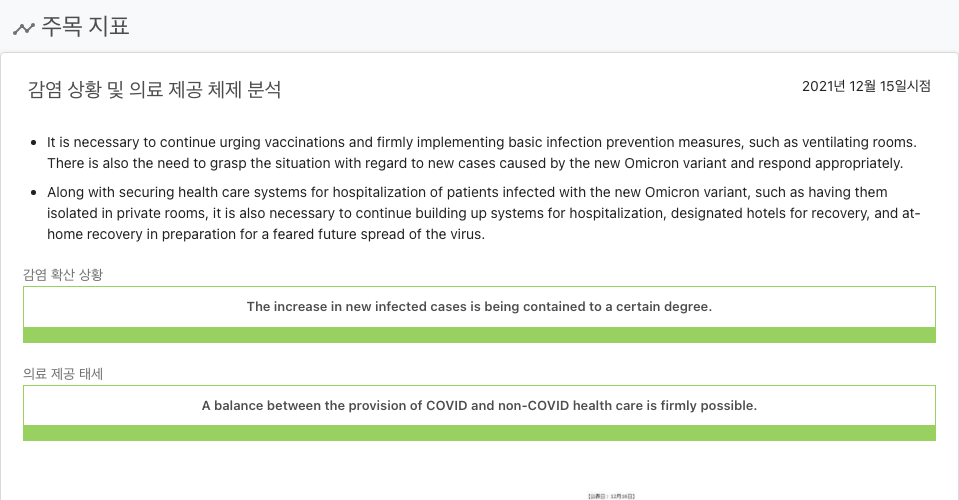 주목 지표
감염 상황 및 의료 제공 체제 분석
2021년 12월 15일시점
It is necessary to continue urging vaccinations and firmly implementing basic infection prevention measures, such as ventilating rooms.
There is also the need to grasp the situation with regard to new cases caused by the new Omicron variant and respond appropriately.
Along with securing health care systems for hospitalization of patients infected with the new Omicron variant, such as having them
isolated in private rooms, it is also necessary to continue building up systems for hospitalization, designated hotels for recovery, and at-
home recovery in preparation for a feared future spread of the virus.
감염 확산 상황
The increase in new infected cases is being contained to a certain degree.
의료 제공 태세
A balance between the provision of COVID and non-COVID health care is firmly possible.